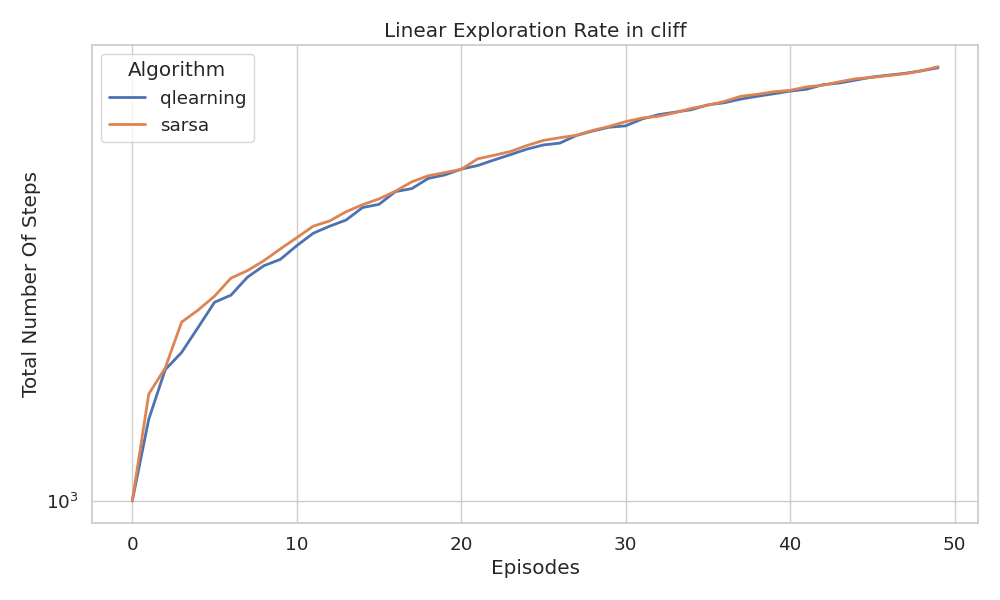 Linear Exploration Rate in cliff
Algorithm
qlearning
sarsa
Total Number Of Steps
10³
0 10 20 30 40 50
Episodes